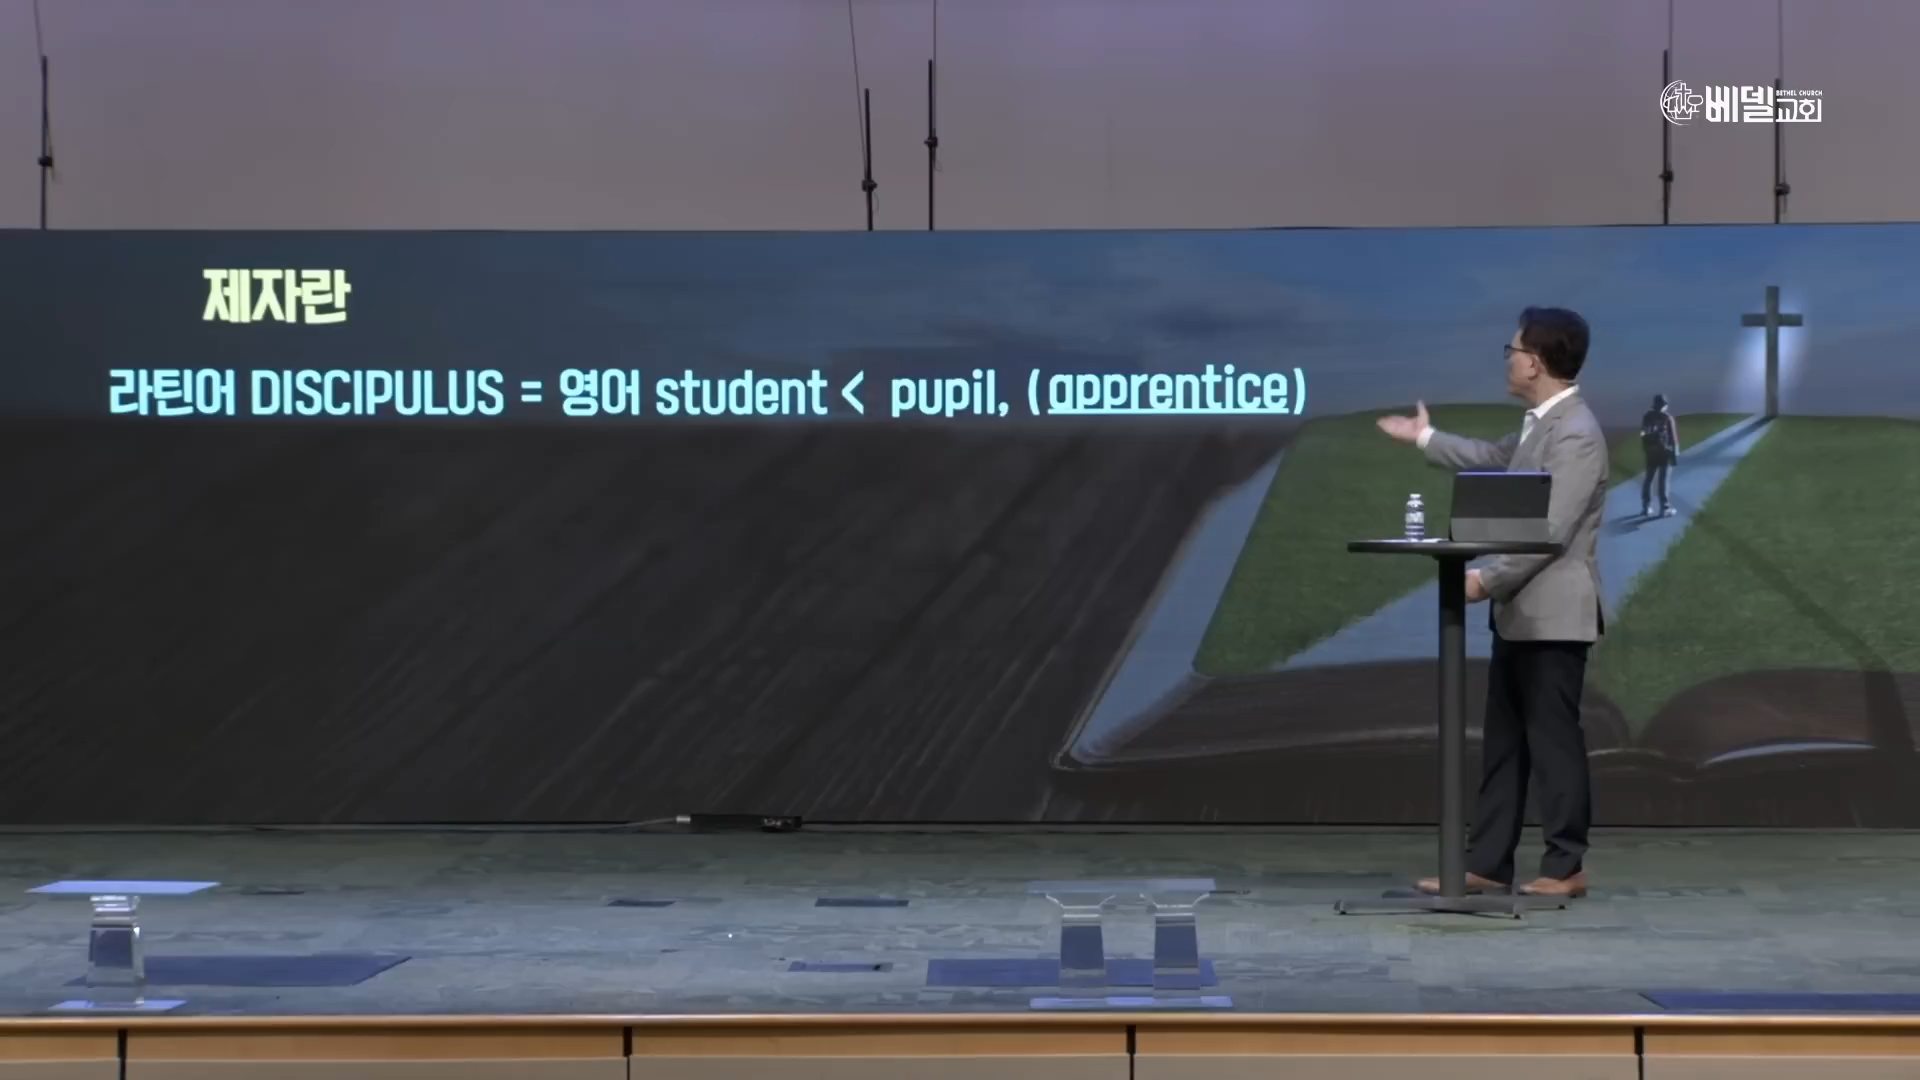 베델교회
BETHEL CHURCH
제자란
라틴어 DISCIPULUS = 영어 student < pupil, (apprentice)